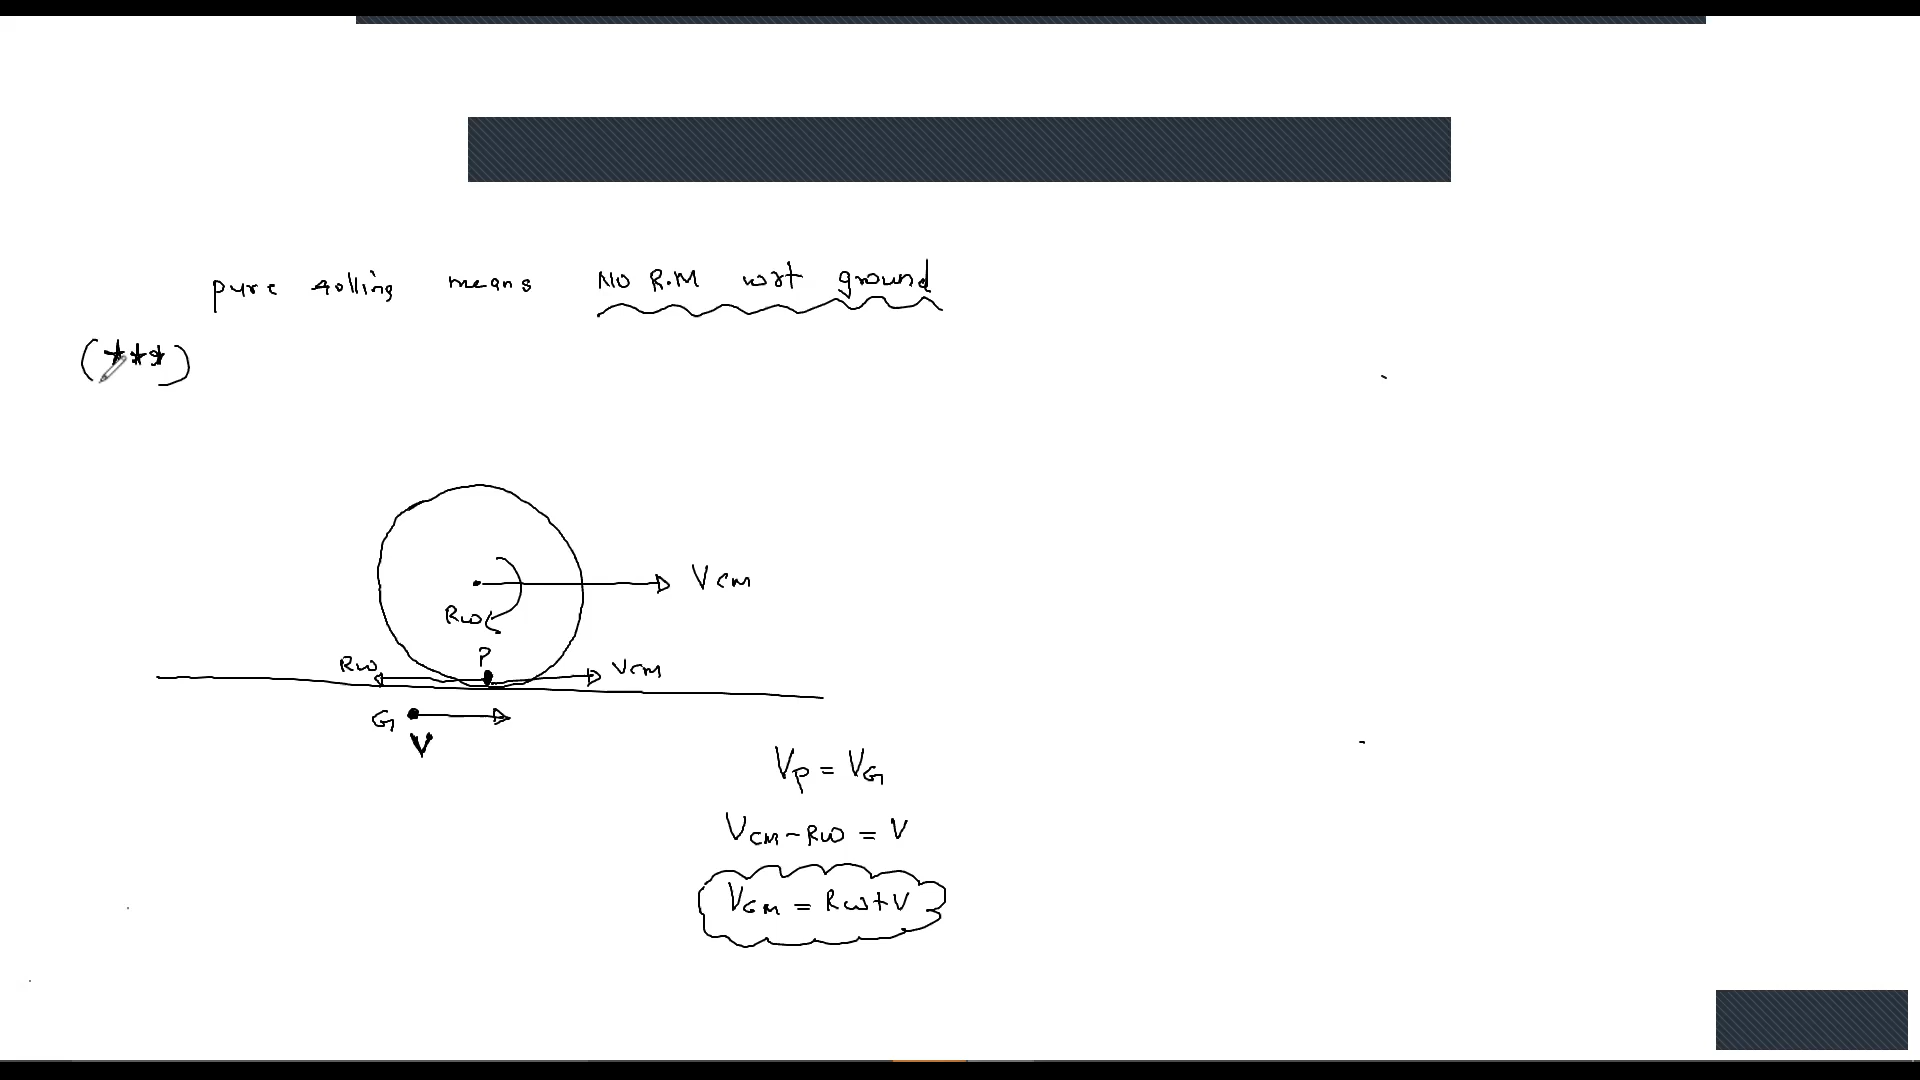 pure rolling means NO R.M wrt ground
(***)
VCM
Rω
P
Rω
VCM
G
V
VP = VG
VCM - Rω = V
VCM = Rω + V